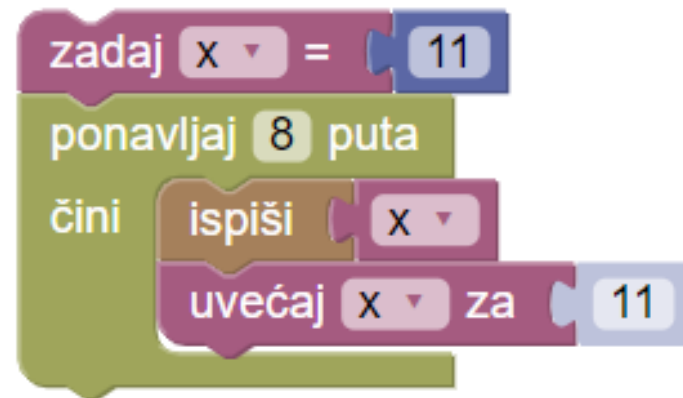 zadaj x = 11
ponavljaj 8 puta
čini ispiši x
uvećaj x za 11